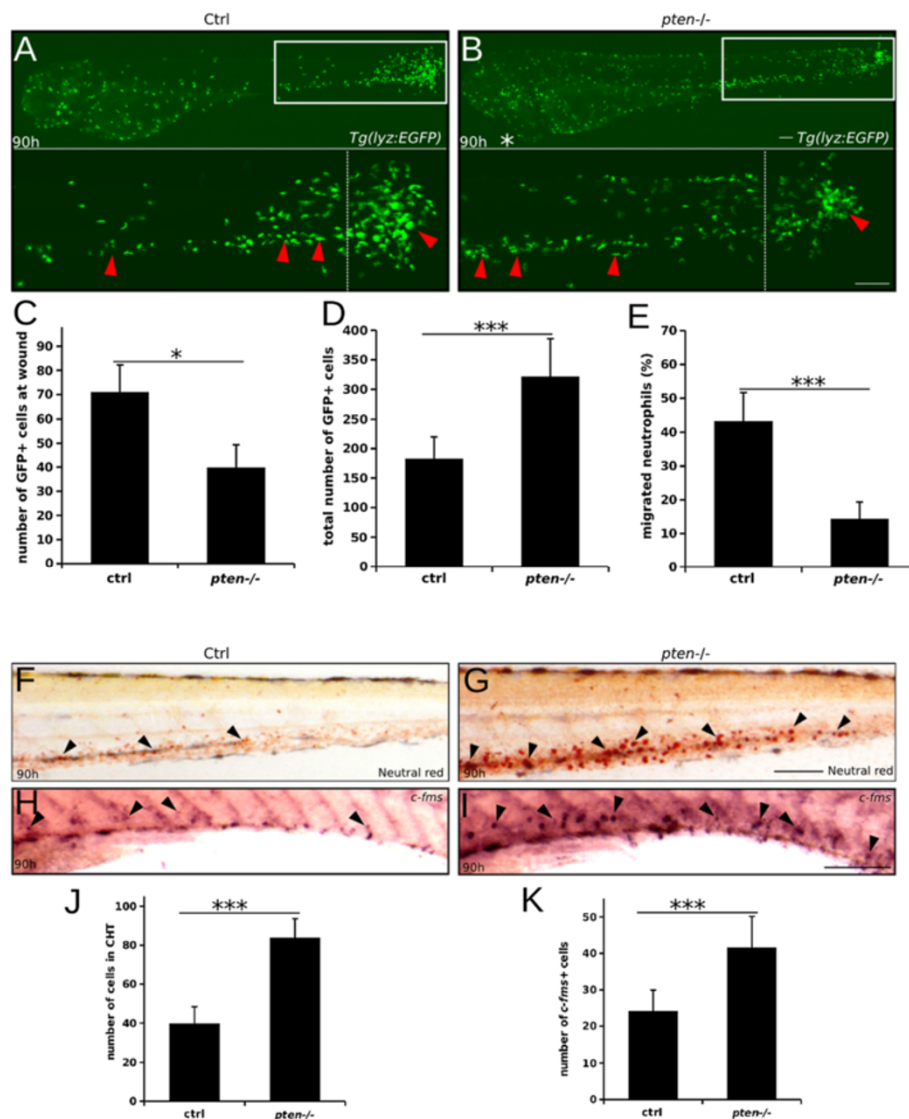 Ctrl
pten-/-
A
90h
Tg(lyz:EGFP)
B
90h
*
— Tg(lyz:EGFP)
C
number of GFP+ cells at wound
90
80
70
60
50
40
30
20
10
0
*
ctrl
pten-/-
D
total number of GFP+ cells
400
350
300
250
200
150
100
50
0
***
ctrl
pten-/-
E
migrated neutrophils (%)
70
60
50
40
30
20
10
0
***
ctrl
pten-/-
Ctrl
pten-/-
F
90h
Neutral red
G
90h
Neutral red
H
c-fms
90h
I
c-fms
90h
J
number of cells in CHT
100
80
60
40
20
0
***
ctrl
pten-/-
K
number of c-fms+ cells
50
40
30
20
10
0
***
ctrl
pten-/-